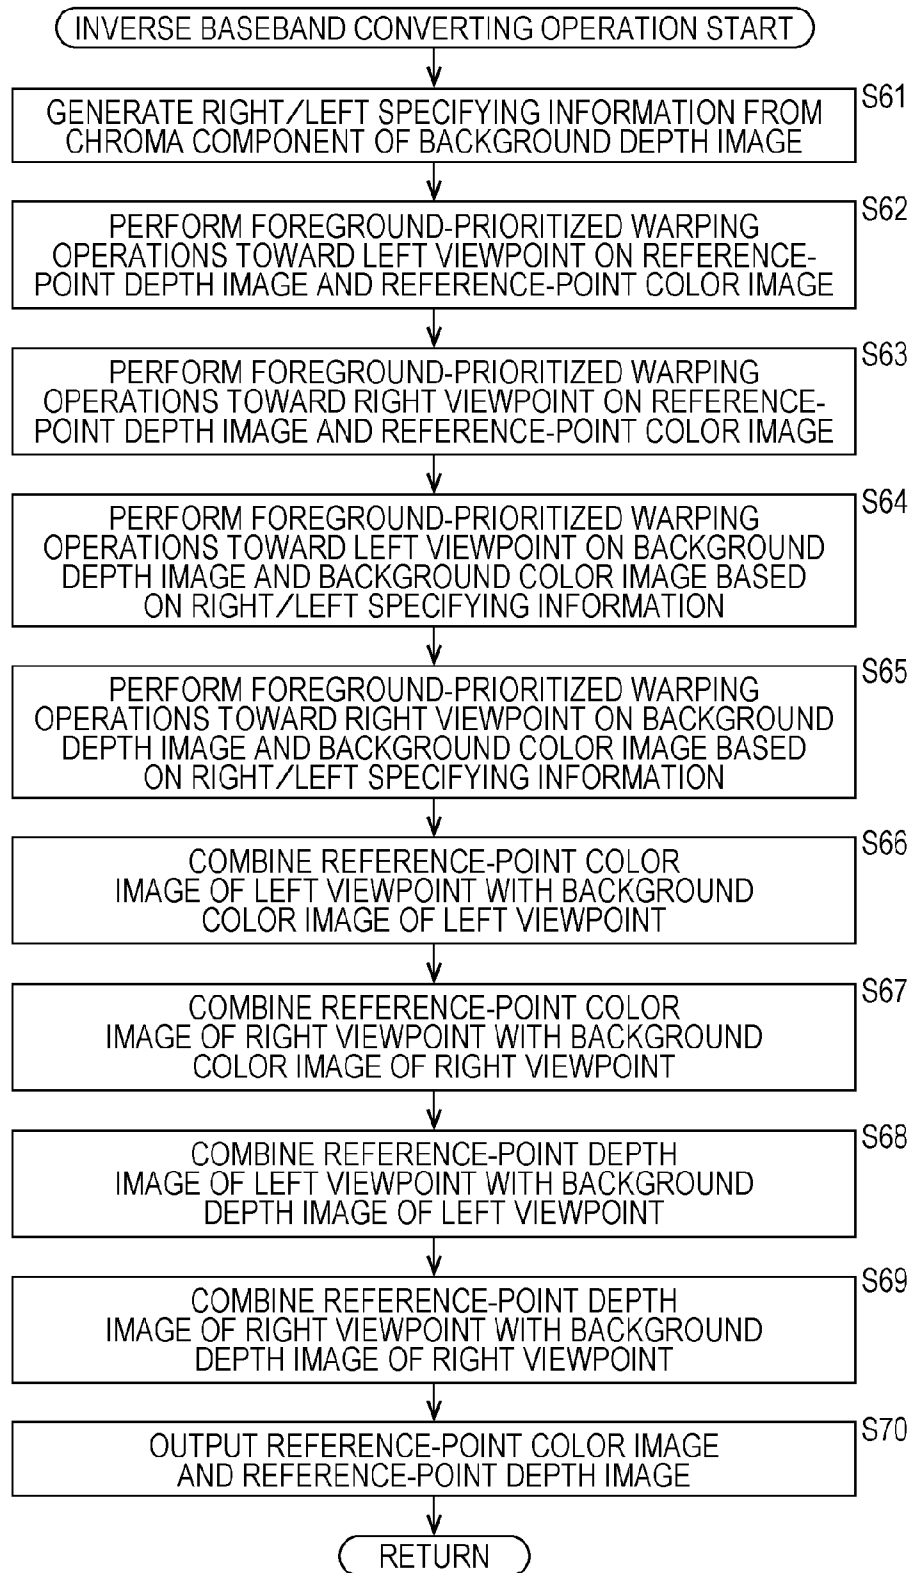 INVERSE BASEBAND CONVERTING OPERATION START
S61
GENERATE RIGHT/LEFT SPECIFYING INFORMATION FROM
CHROMA COMPONENT OF BACKGROUND DEPTH IMAGE
S62
PERFORM FOREGROUND-PRIORITIZED WARPING
OPERATIONS TOWARD LEFT VIEWPOINT ON REFERENCE-
POINT DEPTH IMAGE AND REFERENCE-POINT COLOR IMAGE
S63
PERFORM FOREGROUND-PRIORITIZED WARPING
OPERATIONS TOWARD RIGHT VIEWPOINT ON REFERENCE-
POINT DEPTH IMAGE AND REFERENCE-POINT COLOR IMAGE
S64
PERFORM FOREGROUND-PRIORITIZED WARPING
OPERATIONS TOWARD LEFT VIEWPOINT ON BACKGROUND
DEPTH IMAGE AND BACKGROUND COLOR IMAGE BASED
ON RIGHT/LEFT SPECIFYING INFORMATION
S65
PERFORM FOREGROUND-PRIORITIZED WARPING
OPERATIONS TOWARD RIGHT VIEWPOINT ON BACKGROUND
DEPTH IMAGE AND BACKGROUND COLOR IMAGE BASED
ON RIGHT/LEFT SPECIFYING INFORMATION
S66
COMBINE REFERENCE-POINT COLOR
IMAGE OF LEFT VIEWPOINT WITH BACKGROUND
COLOR IMAGE OF LEFT VIEWPOINT
S67
COMBINE REFERENCE-POINT COLOR
IMAGE OF RIGHT VIEWPOINT WITH BACKGROUND
COLOR IMAGE OF RIGHT VIEWPOINT
S68
COMBINE REFERENCE-POINT DEPTH
IMAGE OF LEFT VIEWPOINT WITH BACKGROUND
DEPTH IMAGE OF LEFT VIEWPOINT
S69
COMBINE REFERENCE-POINT DEPTH
IMAGE OF RIGHT VIEWPOINT WITH BACKGROUND
DEPTH IMAGE OF RIGHT VIEWPOINT
S70
OUTPUT REFERENCE-POINT COLOR IMAGE
AND REFERENCE-POINT DEPTH IMAGE
RETURN